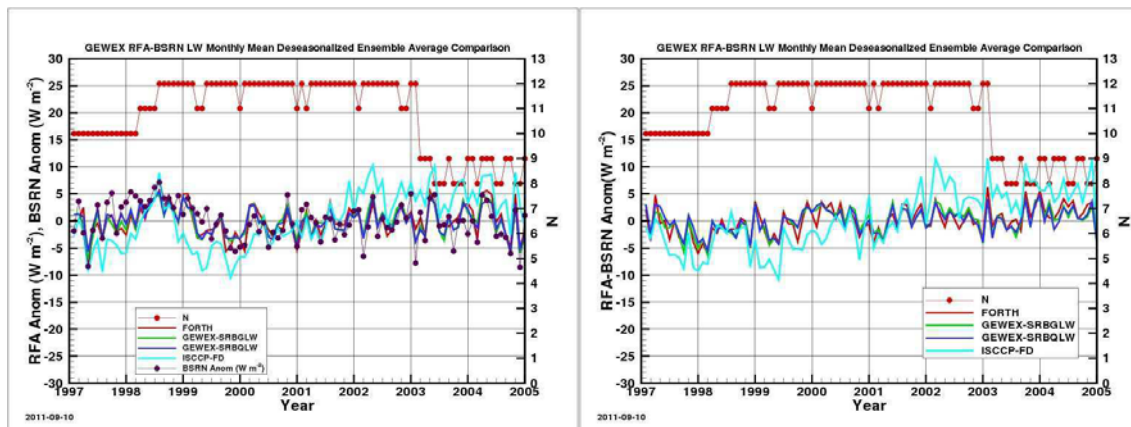 GEWEX RFA-BSRN LW Monthly Mean Deseasonalized Ensemble Average Comparison
30
25
20
15
10
5
0
-5
-10
-15
-20
-25
-30
RFA Anom (W m-2), BSRN Anom (W m-2)
13
12
11
10
9
8
7
6
5
4
3
2
1
0
N
N
FORTH
GEWEX-SRBGLW
GEWEX-SRBQLW
ISCCP-FD
BSRN Anom (W m-2)
1997 1998 1999 2000 2001 2002 2003 2004 2005
Year
2011-09-10
GEWEX RFA-BSRN LW Monthly Mean Deseasonalized Ensemble Average Comparison
30
25
20
15
10
5
0
-5
-10
-15
-20
-25
-30
RFA-BSRN Anom(W m-2)
13
12
11
10
9
8
7
6
5
4
3
2
1
0
N
N
FORTH
GEWEX-SRBGLW
GEWEX-SRBQLW
ISCCP-FD
1997 1998 1999 2000 2001 2002 2003 2004 2005
Year
2011-09-10